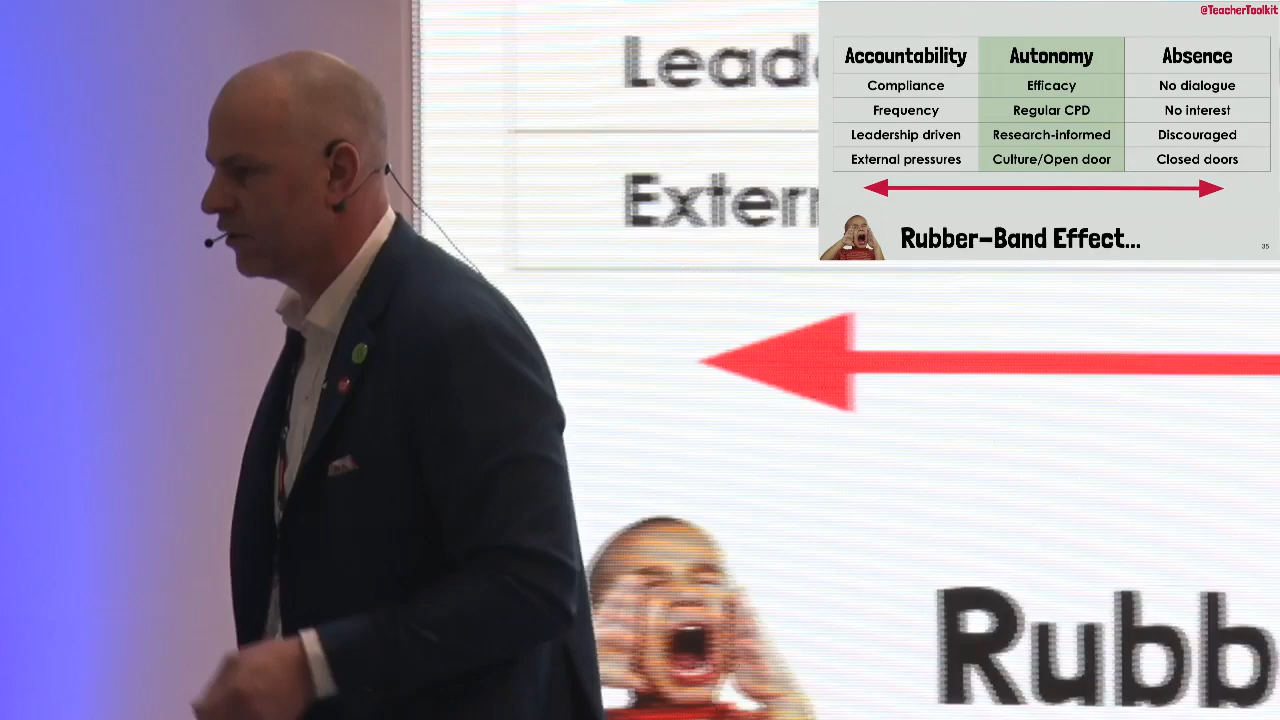 @TeacherToolkit
Accountability Autonomy Absence
Compliance Efficacy No dialogue
Frequency Regular CPD No interest
Leadership driven Research-informed Discouraged
External pressures Culture/Open door Closed doors
Rubber-Band Effect...
35
Leade
Extern
Rubb